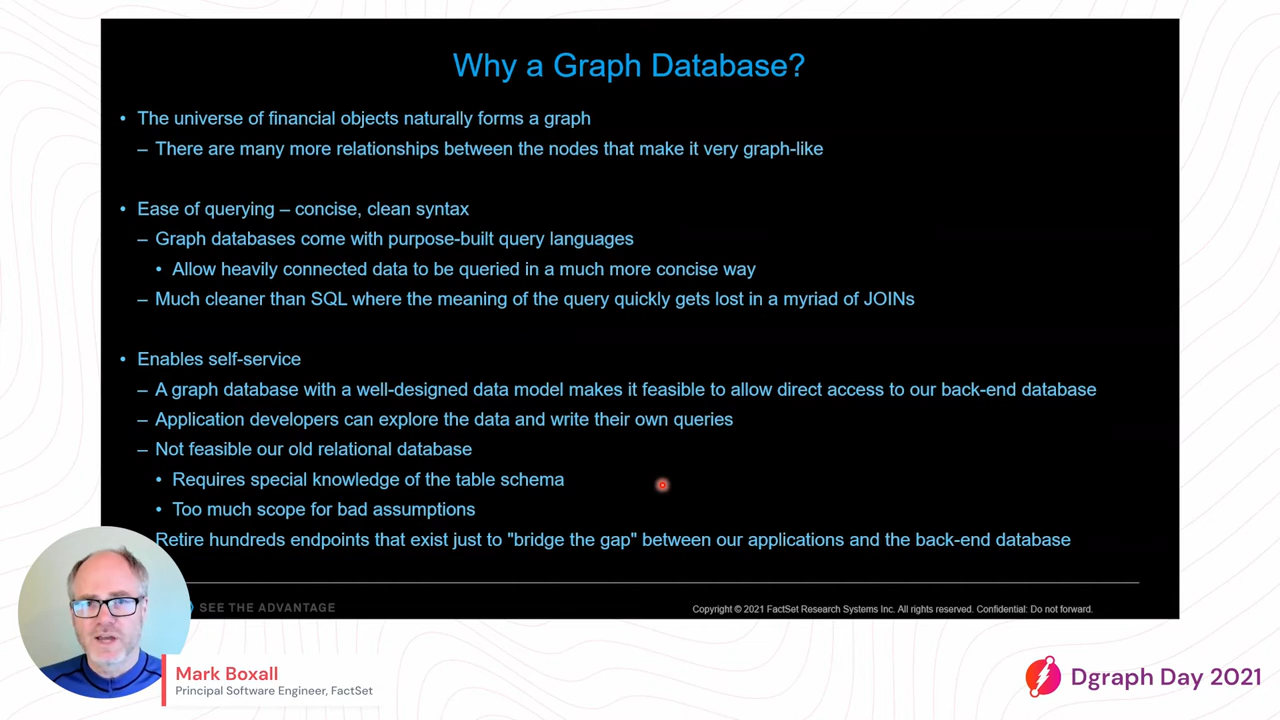 Why a Graph Database?
• The universe of financial objects naturally forms a graph
– There are many more relationships between the nodes that make it very graph-like
• Ease of querying – concise, clean syntax
– Graph databases come with purpose-built query languages
• Allow heavily connected data to be queried in a much more concise way
– Much cleaner than SQL where the meaning of the query quickly gets lost in a myriad of JOINs
• Enables self-service
– A graph database with a well-designed data model makes it feasible to allow direct access to our back-end database
– Application developers can explore the data and write their own queries
– Not feasible our old relational database
• Requires special knowledge of the table schema
• Too much scope for bad assumptions
Retire hundreds endpoints that exist just to "bridge the gap" between our applications and the back-end database
SEE THE ADVANTAGE
Copyright © 2021 FactSet Research Systems Inc. All rights reserved. Confidential: Do not forward.
Mark Boxall
Principal Software Engineer, FactSet
Dgraph Day 2021